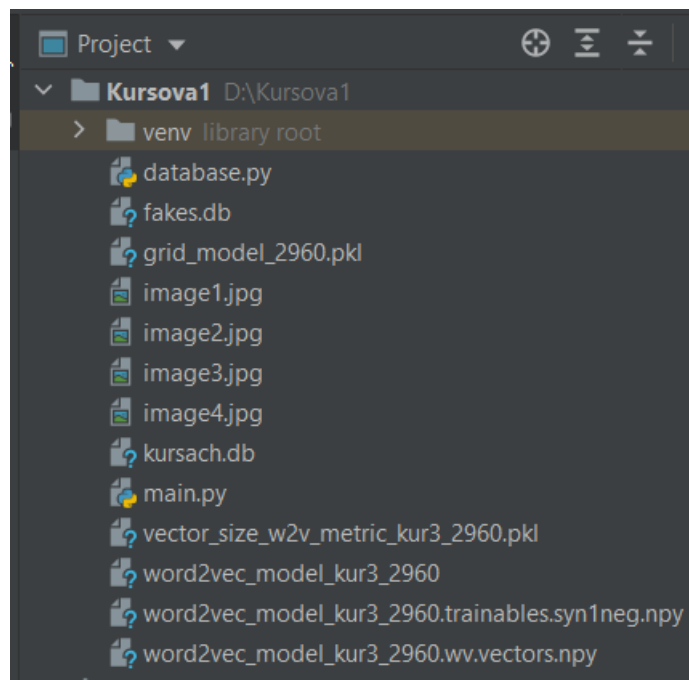 Project
Kursova1 D:\Kursova1
venv library root
database.py
fakes.db
grid_model_2960.pkl
image1.jpg
image2.jpg
image3.jpg
image4.jpg
kursach.db
main.py
vector_size_w2v_metric_kur3_2960.pkl
word2vec_model_kur3_2960
word2vec_model_kur3_2960.trainables.syn1neg.npy
word2vec_model_kur3_2960.wv.vectors.npy